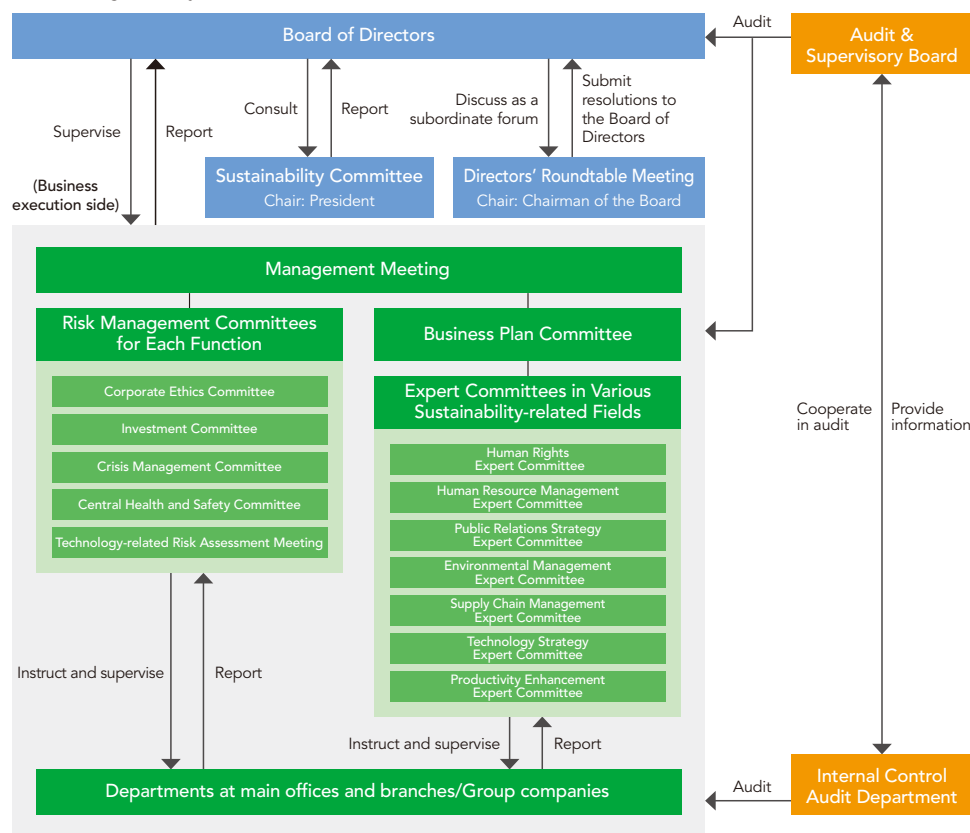 Board of Directors
Audit
Audit &
Supervisory Board
Supervise
Report
Consult
Report
Discuss as a
subordinate forum
Submit
resolutions to
the Board of
Directors
(Business
execution side)
Sustainability Committee
Chair: President
Directors’ Roundtable Meeting
Chair: Chairman of the Board
Management Meeting
Risk Management Committees
for Each Function
Corporate Ethics Committee
Investment Committee
Crisis Management Committee
Central Health and Safety Committee
Technology-related Risk Assessment Meeting
Business Plan Committee
Expert Committees in Various
Sustainability-related Fields
Human Rights
Expert Committee
Human Resource Management
Expert Committee
Public Relations Strategy
Expert Committee
Environmental Management
Expert Committee
Supply Chain Management
Expert Committee
Technology Strategy
Expert Committee
Productivity Enhancement
Expert Committee
Cooperate
in audit
Provide
information
Instruct and supervise
Report
Instruct and supervise
Report
Departments at main offices and branches/Group companies
Audit
Internal Control
Audit Department